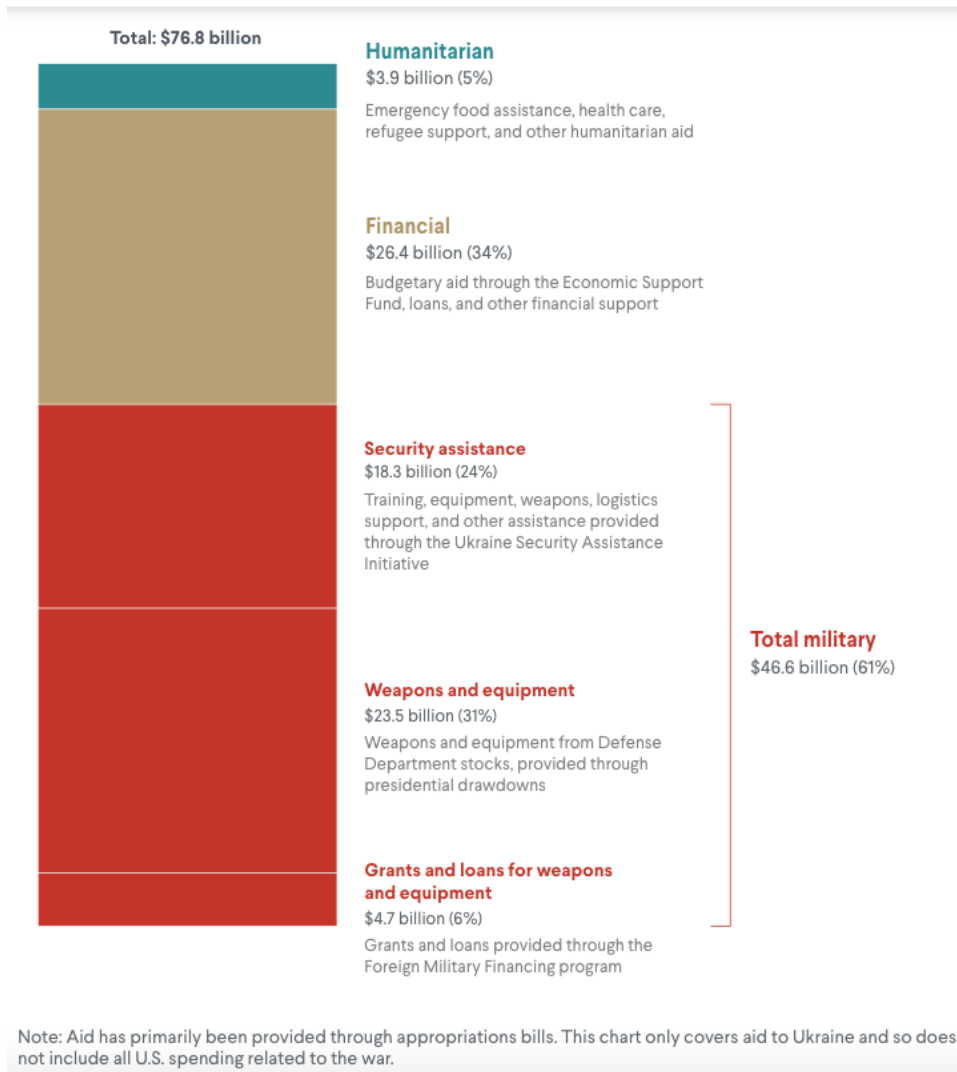 Total: $76.8 billion
Humanitarian
$3.9 billion (5%)
Emergency food assistance, health care,
refugee support, and other humanitarian aid
Financial
$26.4 billion (34%)
Budgetary aid through the Economic Support
Fund, loans, and other financial support
Security assistance
$18.3 billion (24%)
Training, equipment, weapons, logistics
support, and other assistance provided
through the Ukraine Security Assistance
Initiative
Total military
$46.6 billion (61%)
Weapons and equipment
$23.5 billion (31%)
Weapons and equipment from Defense
Department stocks, provided through
presidential drawdowns
Grants and loans for weapons
and equipment
$4.7 billion (6%)
Grants and loans provided through the
Foreign Military Financing program
Note: Aid has primarily been provided through appropriations bills. This chart only covers aid to Ukraine and so does
not include all U.S. spending related to the war.